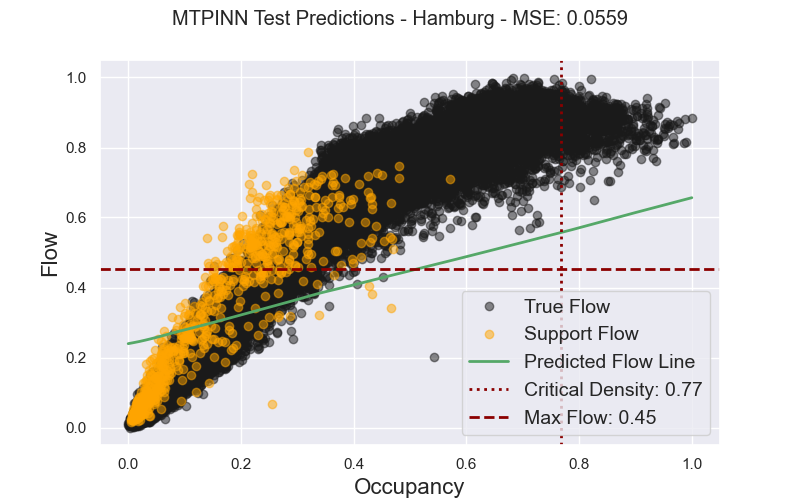 MTPINN Test Predictions - Hamburg - MSE: 0.0559
1.0
0.8
0.6
0.4
0.2
0.0
Flow
True Flow
Support Flow
Predicted Flow Line
Critical Density: 0.77
Max Flow: 0.45
0.0 0.2 0.4 0.6 0.8 1.0
Occupancy